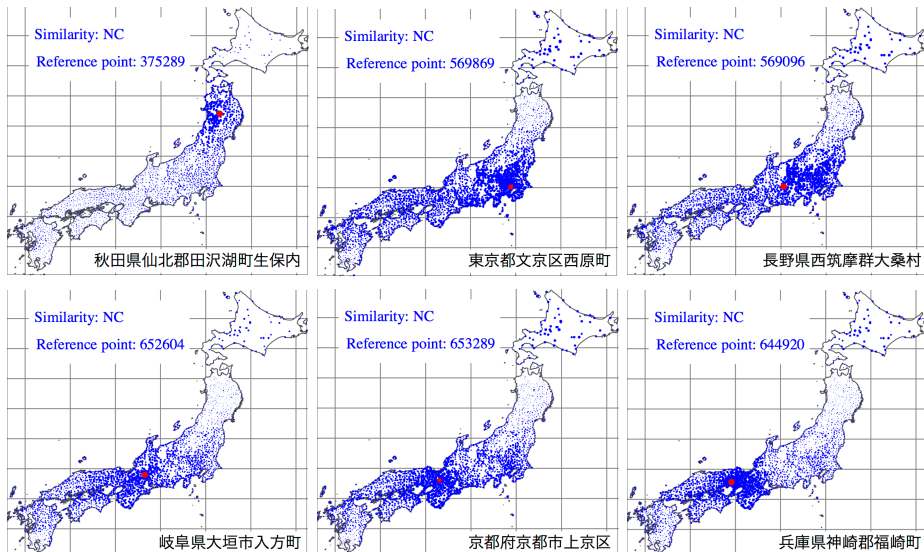 Similarity: NC
Reference point: 375289
秋田県仙北郡田沢湖町生保内
Similarity: NC
Reference point: 569869
東京都文京区西原町
Similarity: NC
Reference point: 569096
長野県西筑摩群大桑村
Similarity: NC
Reference point: 652604
岐阜県大垣市入方町
Similarity: NC
Reference point: 653289
京都府京都市上京区
Similarity: NC
Reference point: 644920
兵庫県神崎郡福崎町